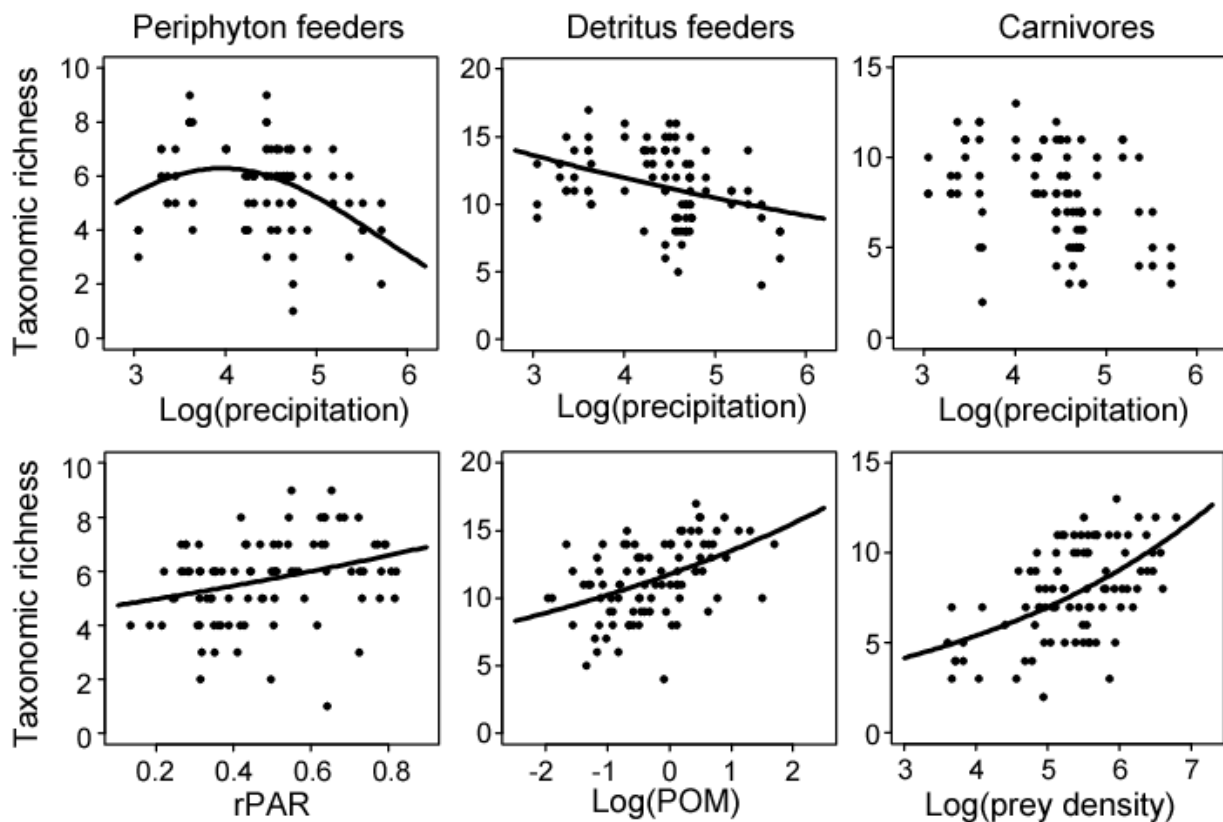 Periphyton feeders Detritus feeders Carnivores
Taxonomic richness
10
8
6
4
2
0
3 4 5 6
Log(precipitation)
20
15
10
5
0
3 4 5 6
Log(precipitation)
15
10
5
0
3 4 5 6
Log(precipitation)
Taxonomic richness
10
8
6
4
2
0
0.2 0.4 0.6 0.8
rPAR
20
15
10
5
0
-2 -1 0 1 2
Log(POM)
15
10
5
0
3 4 5 6 7
Log(prey density)